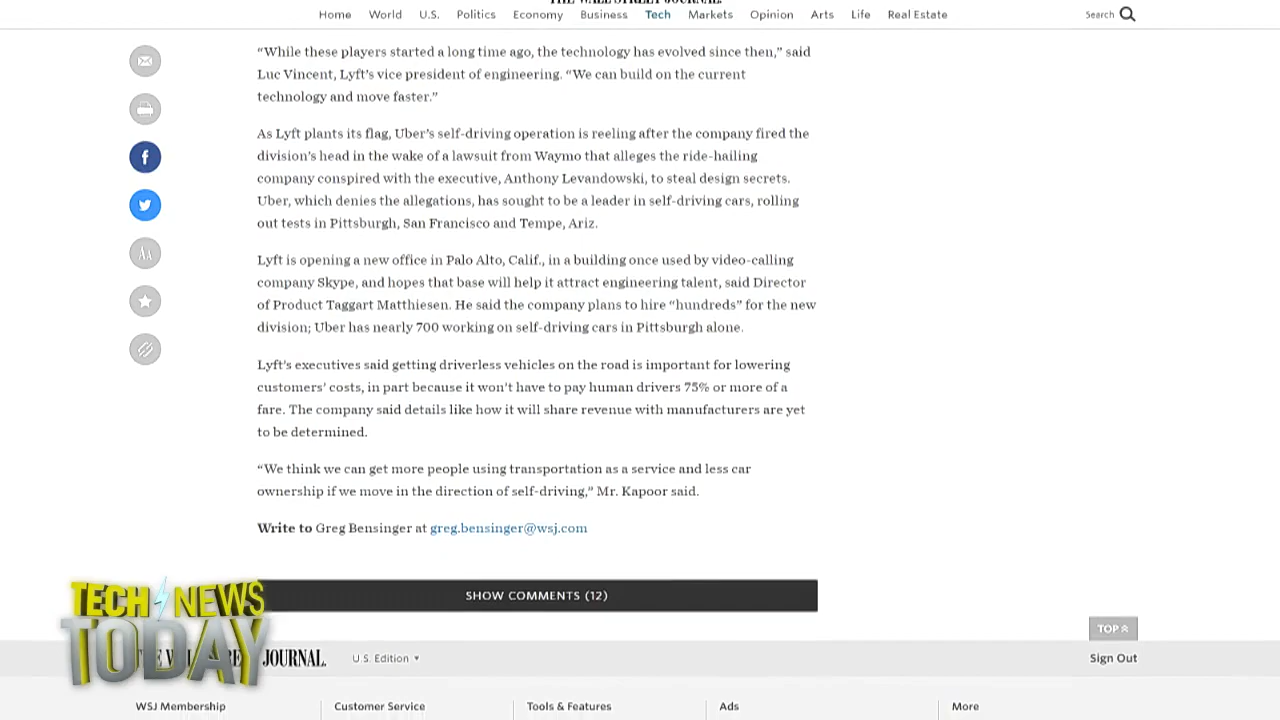 THE WALL STREET JOURNAL.
Home World U.S. Politics Economy Business Tech Markets Opinion Arts Life Real Estate Search
“While these players started a long time ago, the technology has evolved since then,” said
Luc Vincent, Lyft’s vice president of engineering. “We can build on the current
technology and move faster.”
As Lyft plants its flag, Uber’s self-driving operation is reeling after the company fired the
division’s head in the wake of a lawsuit from Waymo that alleges the ride-hailing
company conspired with the executive, Anthony Levandowski, to steal design secrets.
Uber, which denies the allegations, has sought to be a leader in self-driving cars, rolling
out tests in Pittsburgh, San Francisco and Tempe, Ariz.
Lyft is opening a new office in Palo Alto, Calif., in a building once used by video-calling
company Skype, and hopes that base will help it attract engineering talent, said Director
of Product Taggart Matthiesen. He said the company plans to hire “hundreds” for the new
division; Uber has nearly 700 working on self-driving cars in Pittsburgh alone.
Lyft’s executives said getting driverless vehicles on the road is important for lowering
customers’ costs, in part because it won’t have to pay human drivers 75% or more of a
fare. The company said details like how it will share revenue with manufacturers are yet
to be determined.
“We think we can get more people using transportation as a service and less car
ownership if we move in the direction of self-driving,” Mr. Kapoor said.
Write to Greg Bensinger at greg.bensinger@wsj.com
SHOW COMMENTS (12)
TECH NEWS
TODAY
TOP
JOURNAL. U.S. Edition Sign Out
WSJ Membership Customer Service Tools & Features Ads More